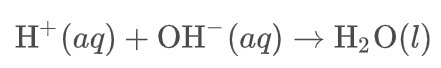 H⁺(aq) + OH⁻(aq) → H₂O(l)